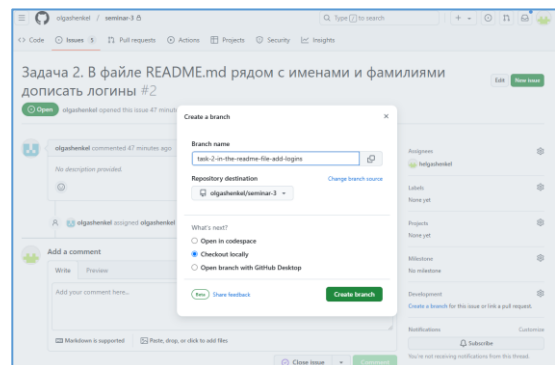 olgashenkel / seminar-3
Type / to search
Code
Issues 5
Pull requests
Actions
Projects
Security
Insights
Задача 2. В файле README.md рядом с именами и фамилиями
дописать логины #2
Edit
New issue
Open
olgashenkel opened this issue 47 minut
Create a branch
Branch name
task-2-in-the-readme-file-add-logins
Repository destination
Change branch source
olgashenkel/seminar-3
What's next?
Open in codespace
Checkout locally
Open branch with GitHub Desktop
Beta
Share feedback
Create branch
olgashenkel commented 47 minutes ago
No description provided.
olgashenkel assigned olgashenkel
Add a comment
Write
Preview
Add your comment here...
Markdown is supported
Paste, drop, or click to add files
Close issue
Comment
Assignees
helgashenkel
Labels
None yet
Projects
None yet
Milestone
No milestone
Development
Create a branch for this issue or link a pull request.
Notifications
Customize
Subscribe
You're not receiving notifications from this thread.